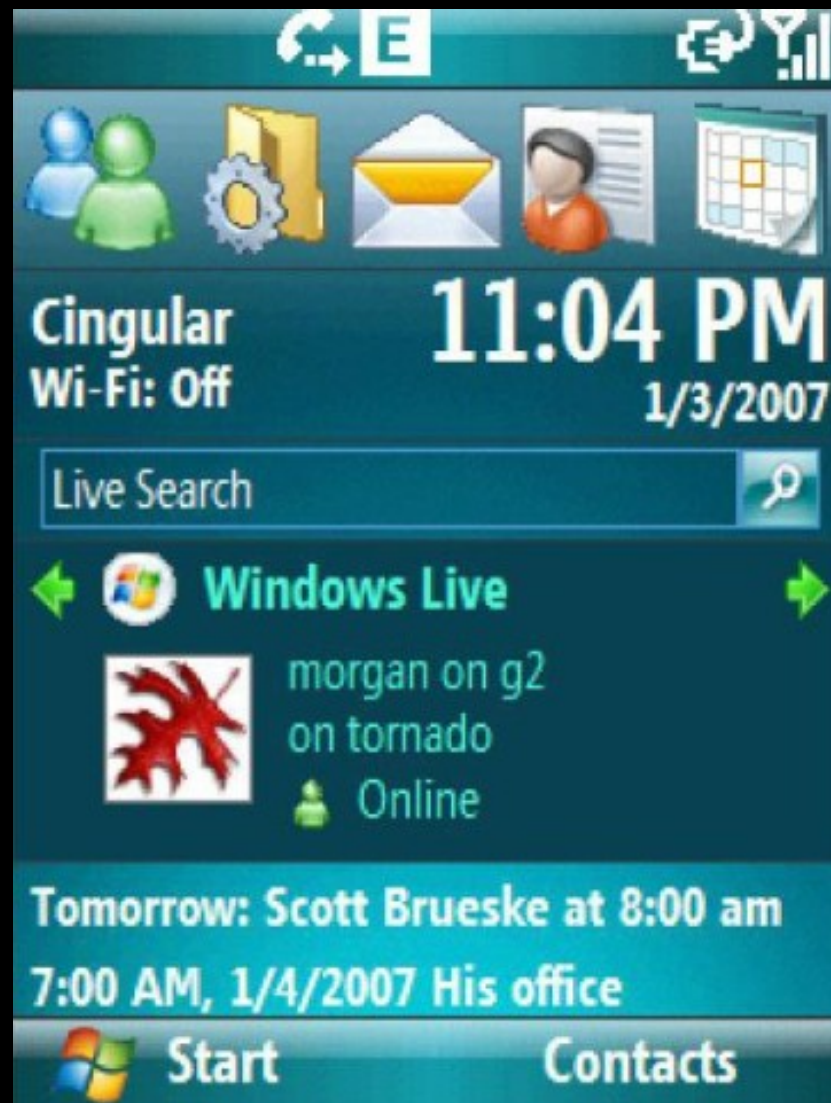 E
Cingular
11:04 PM
Wi-Fi: Off
1/3/2007
Live Search
Windows Live
morgan on g2
on tornado
Online
Tomorrow: Scott Brueske at 8:00 am
7:00 AM, 1/4/2007 His office
Start
Contacts